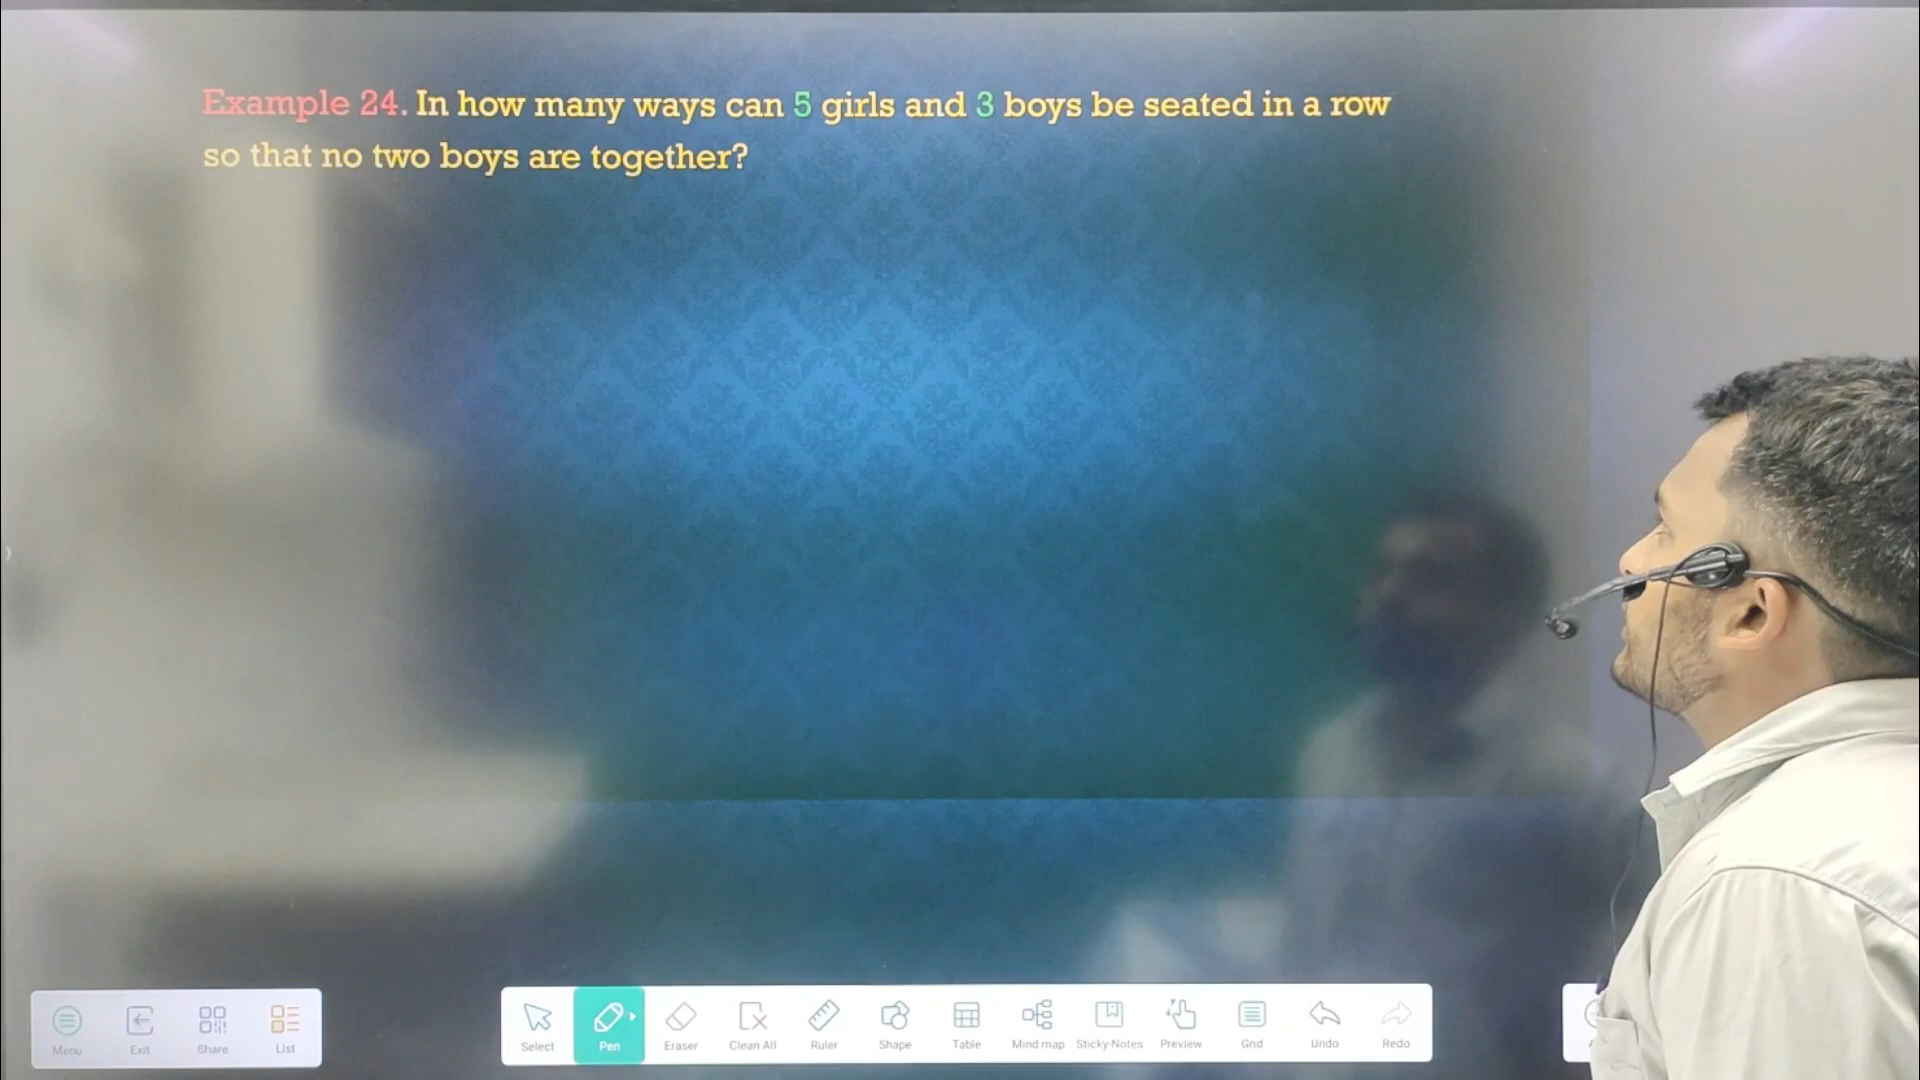 Example 24. In how many ways can 5 girls and 3 boys be seated in a row
so that no two boys are together?
Menu Exit Share List
Select Pen Eraser Clean All Ruler Shape Table Mind map Sticky-Notes Preview Grid Undo Redo